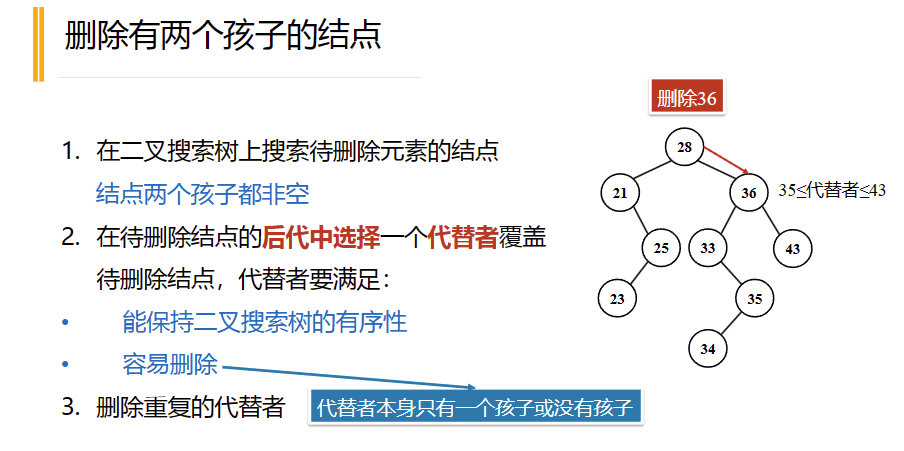 删除有两个孩子的结点
删除36
1. 在二叉搜索树上搜索待删除元素的结点
结点两个孩子都非空
2. 在待删除结点的后代中选择一个代替者覆盖
待删除结点，代替者要满足：
• 能保持二叉搜索树的有序性
• 容易删除
3. 删除重复的代替者
代替者本身只有一个孩子或没有孩子
28
21
36
35≤代替者≤43
25
33
43
23
35
34